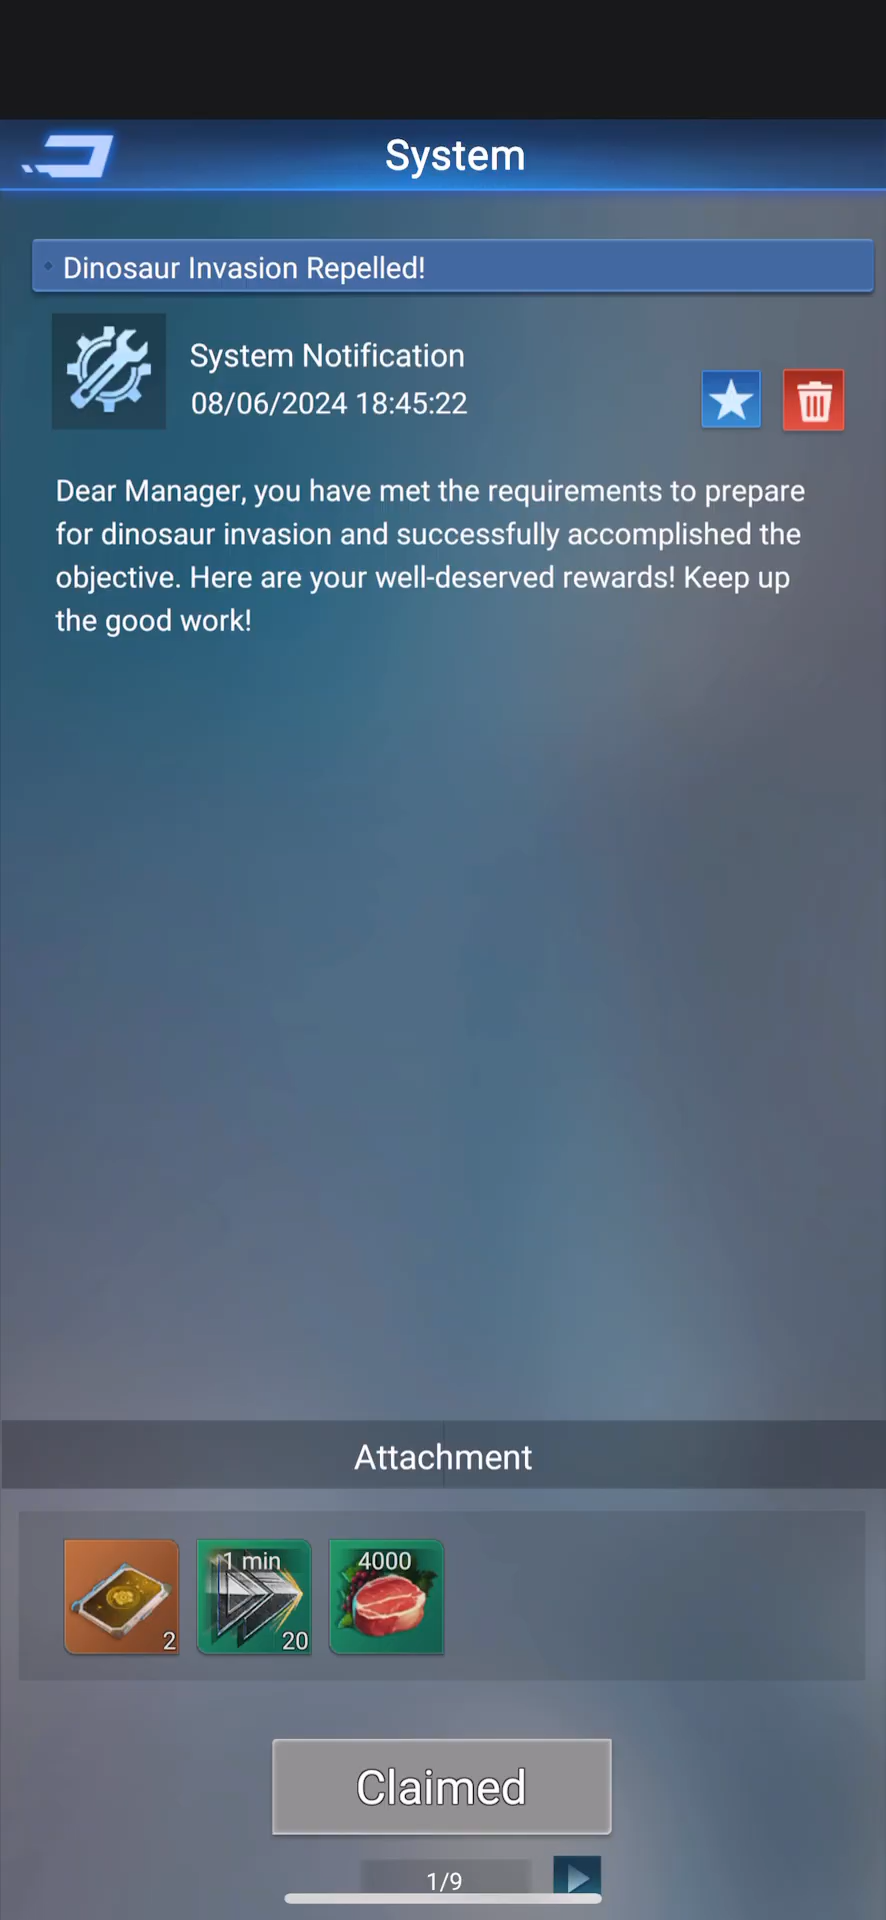 System
Dinosaur Invasion Repelled!
System Notification
08/06/2024 18:45:22
Dear Manager, you have met the requirements to prepare
for dinosaur invasion and successfully accomplished the
objective. Here are your well-deserved rewards! Keep up
the good work!
Attachment
1 min
4000
2
20
Claimed
1/9